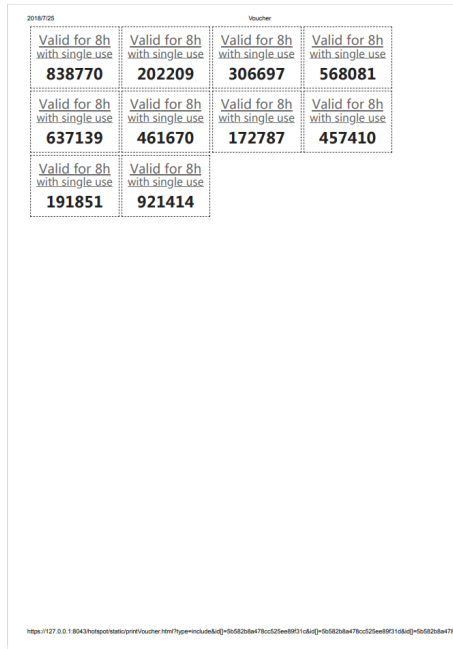 2018/7/25 Voucher
Valid for 8h Valid for 8h Valid for 8h Valid for 8h
with single use with single use with single use with single use
838770 202209 306697 568081
Valid for 8h Valid for 8h Valid for 8h Valid for 8h
with single use with single use with single use with single use
637139 461670 172787 457410
Valid for 8h Valid for 8h
with single use with single use
191851 921414
https://127.0.0.1:8043/hotspot/static/printVoucher.html?type=include&id[]=5b582b8a478cc525ee89f31c&id[]=5b582b8a478cc525ee89f31d&id[]=5b582b8a478